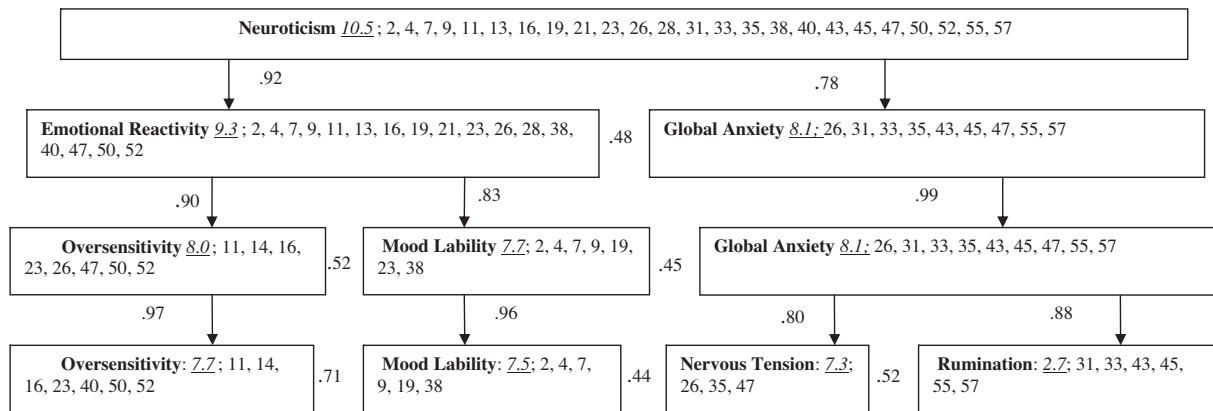 Neuroticism 10.5 ; 2, 4, 7, 9, 11, 13, 16, 19, 21, 23, 26, 28, 31, 33, 35, 38, 40, 43, 45, 47, 50, 52, 55, 57
.92
.78
Emotional Reactivity 9.3 ; 2, 4, 7, 9, 11, 13, 16, 19, 21, 23, 26, 28, 38,
40, 47, 50, 52
.48
Global Anxiety 8.1; 26, 31, 33, 35, 43, 45, 47, 55, 57
.90
.83
.99
Oversensitivity 8.0 ; 11, 14, 16,
23, 26, 47, 50, 52
.52
Mood Lability 7.7; 2, 4, 7, 9, 19,
23, 38
.45
Global Anxiety 8.1; 26, 31, 33, 35, 43, 45, 47, 55, 57
.97
.96
.80
.88
Oversensitivity: 7.7 ; 11, 14,
16, 23, 40, 50, 52
.71
Mood Lability: 7.5; 2, 4, 7,
9, 19, 38
.44
Nervous Tension: 7.3;
26, 35, 47
.52
Rumination: 2.7; 31, 33, 43, 45,
55, 57